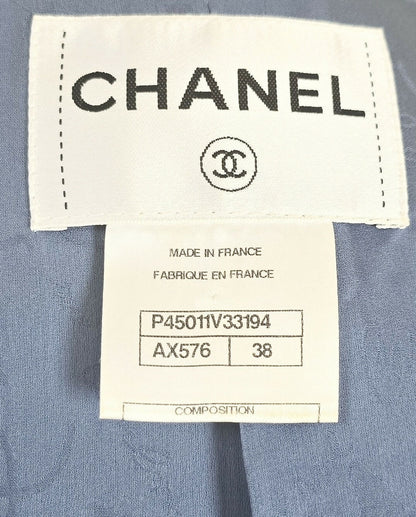 CHANEL
MADE IN FRANCE
FABRIQUE EN FRANCE
P45011V33194
AX576 38
COMPOSITION